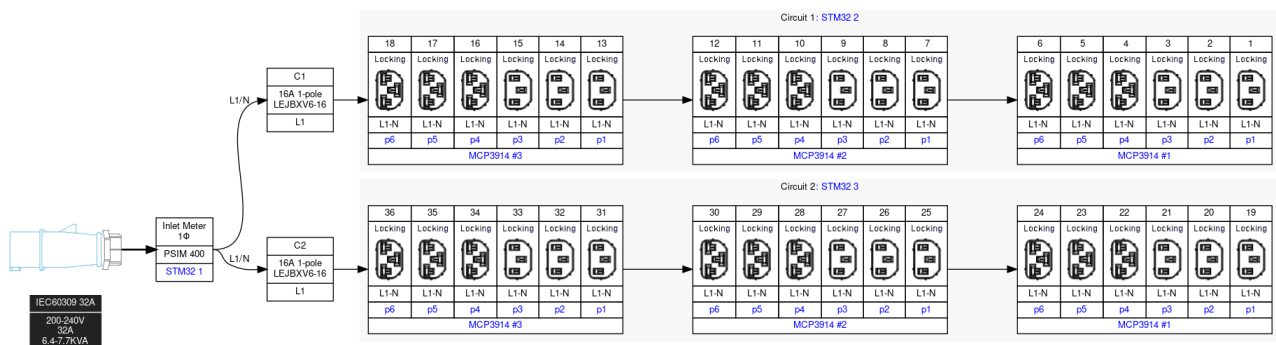 Circuit 1: STM32 2
18 17 16 15 14 13
Locking Locking Locking Locking Locking Locking
L1-N L1-N L1-N L1-N L1-N L1-N
p6 p5 p4 p3 p2 p1
MCP3914 #3
12 11 10 9 8 7
Locking Locking Locking Locking Locking Locking
L1-N L1-N L1-N L1-N L1-N L1-N
p6 p5 p4 p3 p2 p1
MCP3914 #2
6 5 4 3 2 1
Locking Locking Locking Locking Locking Locking
L1-N L1-N L1-N L1-N L1-N L1-N
p6 p5 p4 p3 p2 p1
MCP3914 #1
C1
16A 1-pole
LEJBXV6-16
L1
L1/N
Circuit 2: STM32 3
36 35 34 33 32 31
Locking Locking Locking Locking Locking Locking
L1-N L1-N L1-N L1-N L1-N L1-N
p6 p5 p4 p3 p2 p1
MCP3914 #3
30 29 28 27 26 25
Locking Locking Locking Locking Locking Locking
L1-N L1-N L1-N L1-N L1-N L1-N
p6 p5 p4 p3 p2 p1
MCP3914 #2
24 23 22 21 20 19
Locking Locking Locking Locking Locking Locking
L1-N L1-N L1-N L1-N L1-N L1-N
p6 p5 p4 p3 p2 p1
MCP3914 #1
Inlet Meter
1Φ
PSIM 400
STM32 1
L1/N
C2
16A 1-pole
LEJBXV6-16
L1
IEC60309 32A
200-240V
32A
6.4-7.7KVA